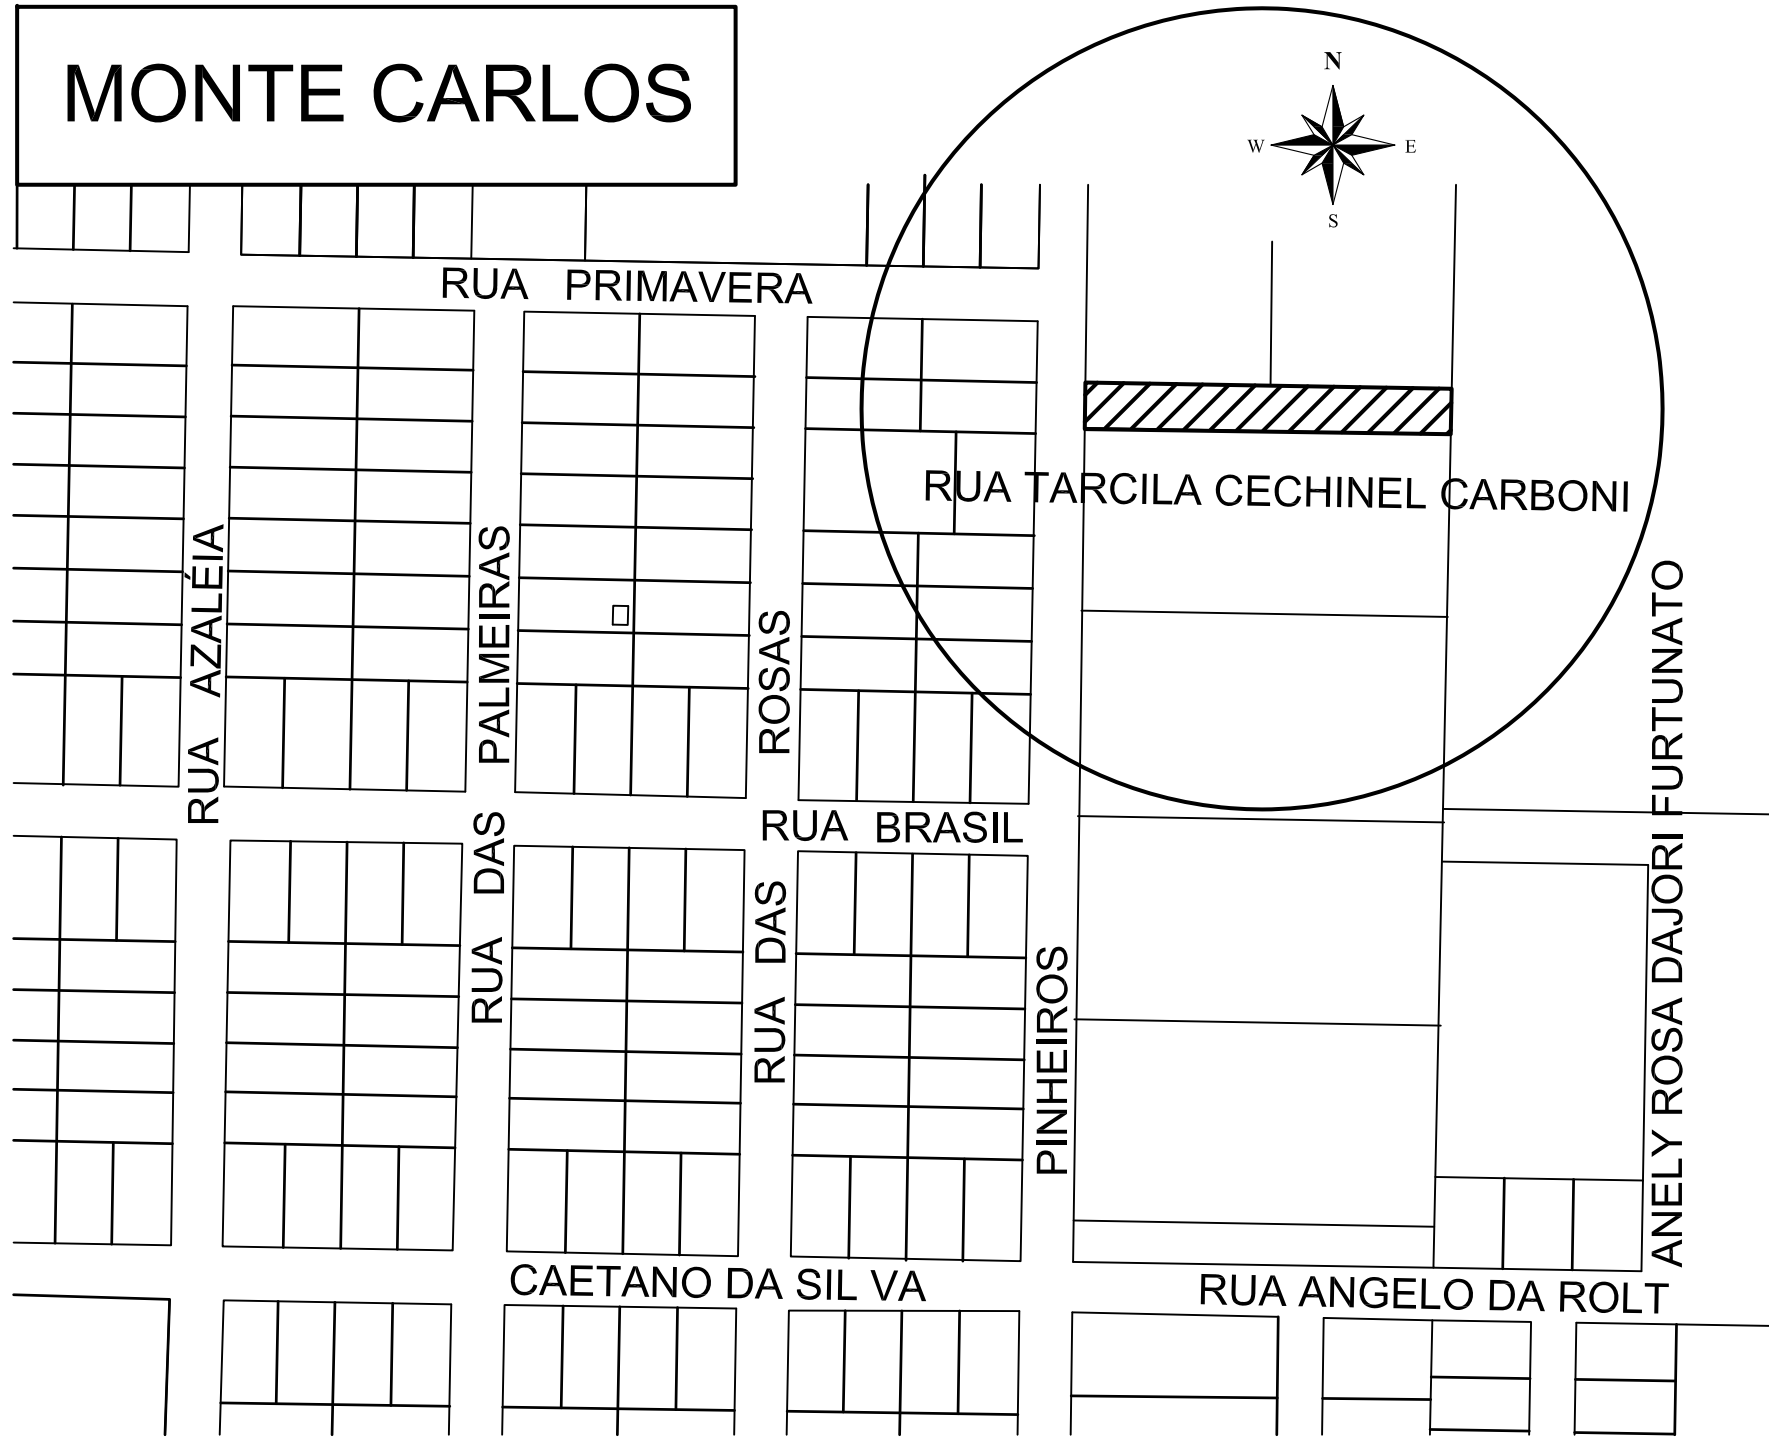 MONTE CARLOS
N
W
E
S
RUA PRIMAVERA
RUA TARCILA CECHINEL CARBONI
RUA AZALÉIA
RUA DAS PALMEIRAS
RUA DAS ROSAS
RUA BRASIL
PINHEIROS
ANELY ROSA DAJORI FURTUNATO
CAETANO DA SIL VA
RUA ANGELO DA ROLT